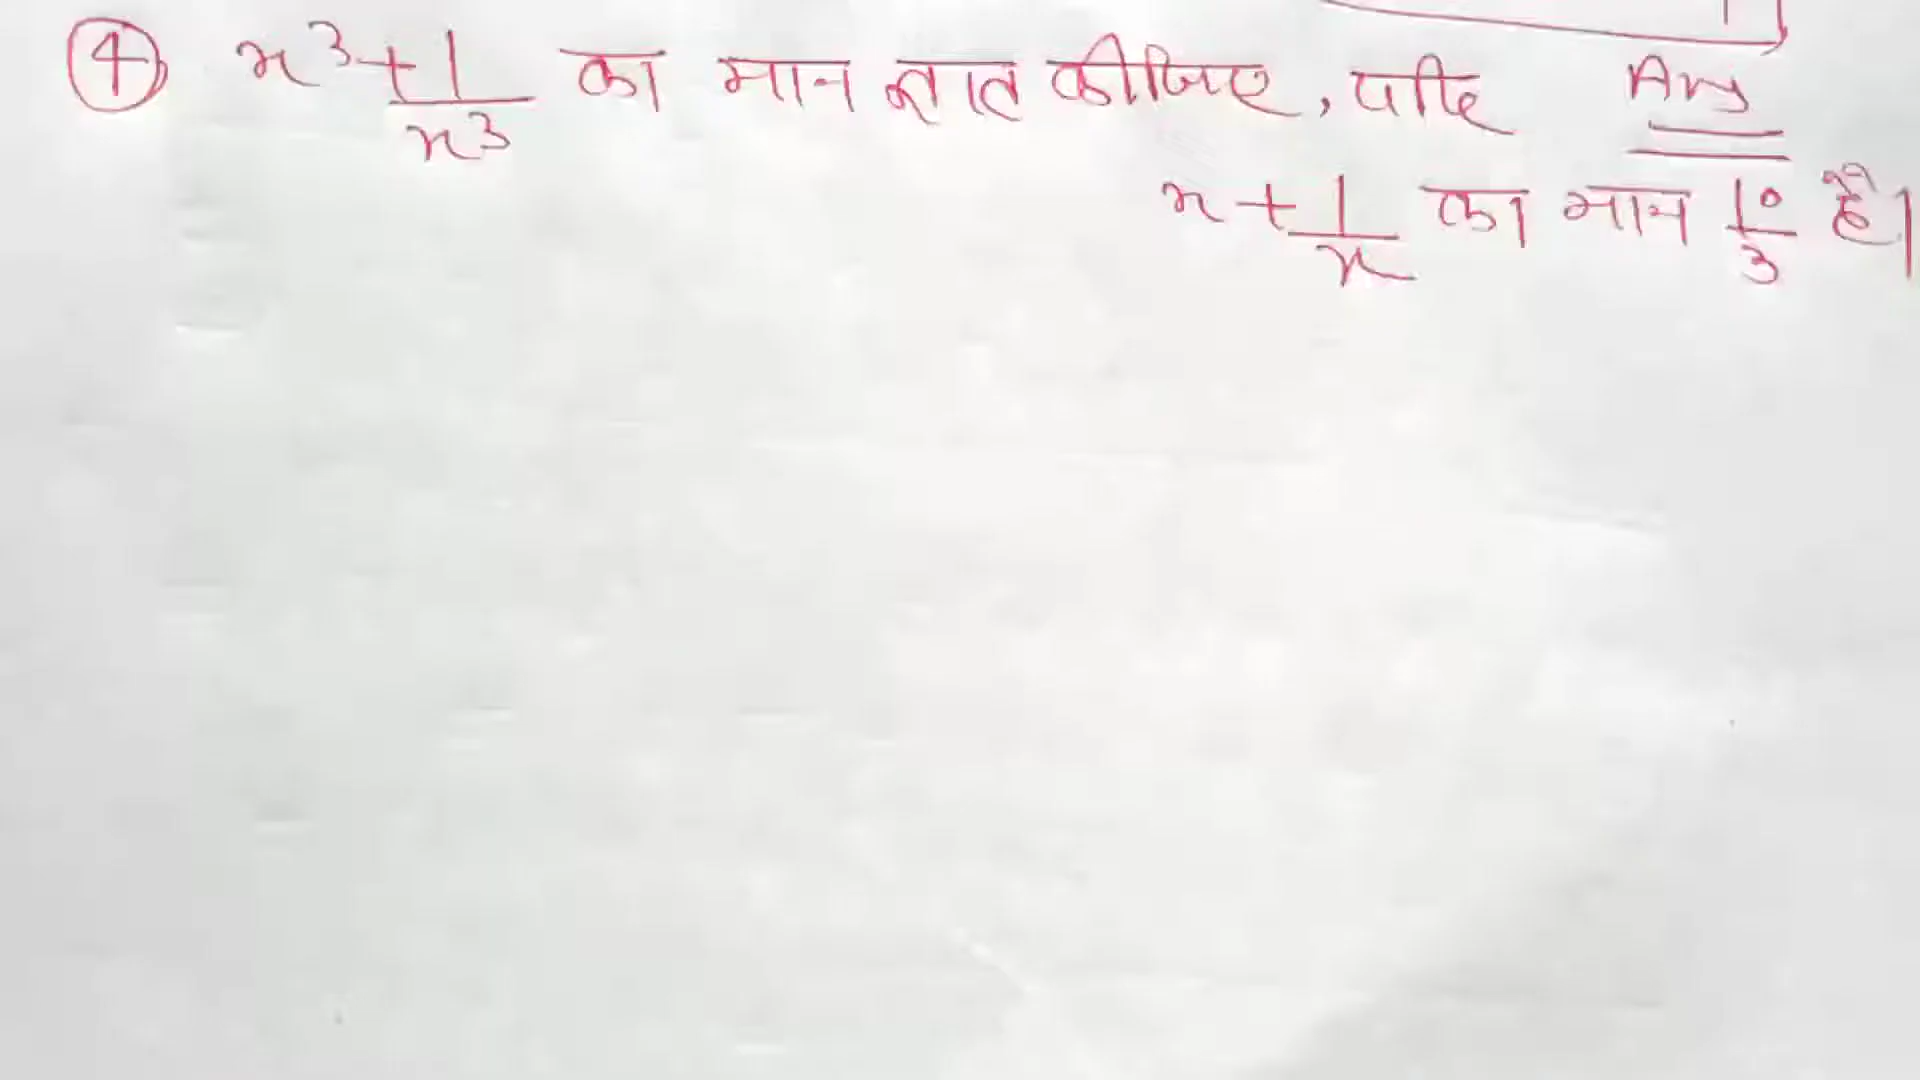 ④ x³ + 1/x³ का मान ज्ञात कीजिए, यदि
Ans
x + 1/x का मान 10/3 है।